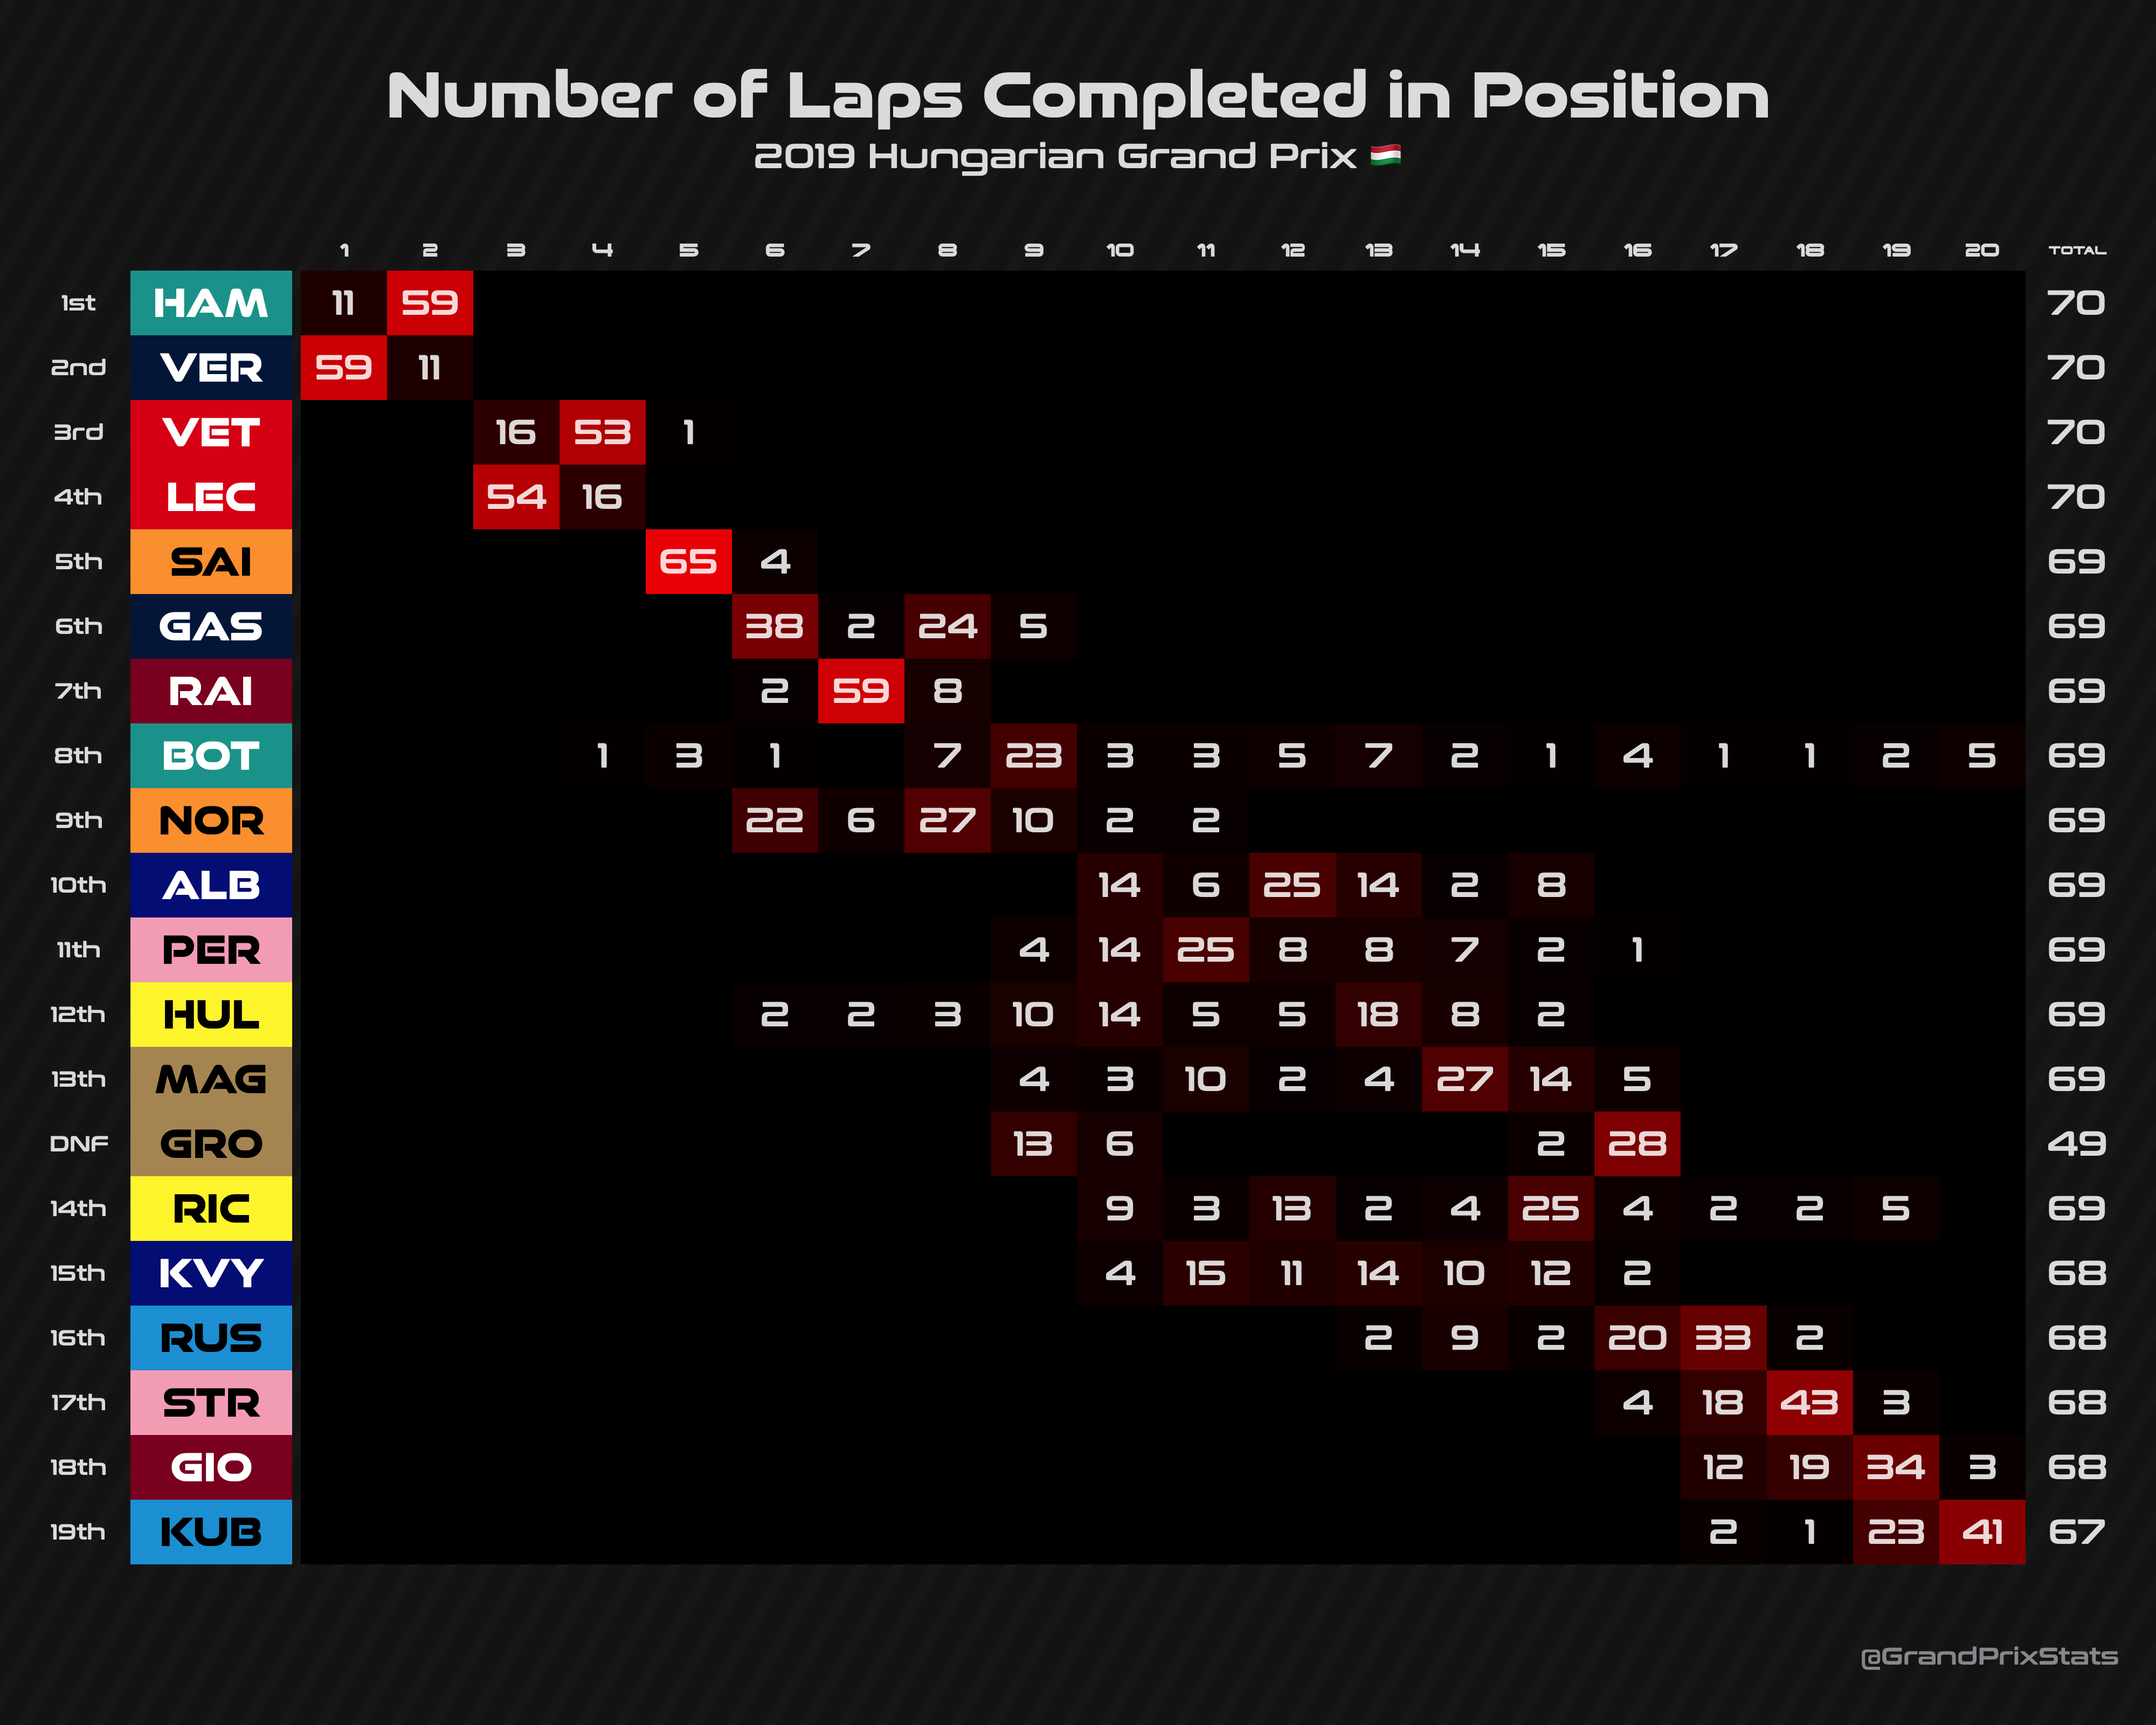 Number of Laps Completed in Position
2019 Hungarian Grand Prix 🇭🇺
1 2 3 4 5 6 7 8 9 10 11 12 13 14 15 16 17 18 19 20 TOTAL
1st HAM 11 59 70
2nd VER 59 11 70
3rd VET 16 53 1 70
4th LEC 54 16 70
5th SAI 65 4 69
6th GAS 38 2 24 5 69
7th RAI 2 59 8 69
8th BOT 1 3 1 7 23 3 3 5 7 2 1 4 1 1 2 5 69
9th NOR 22 6 27 10 2 2 69
10th ALB 14 6 25 14 2 8 69
11th PER 4 14 25 8 8 7 2 1 69
12th HUL 2 2 3 10 14 5 5 18 8 2 69
13th MAG 4 3 10 2 4 27 14 5 69
DNF GRO 13 6 2 28 49
14th RIC 9 3 13 2 4 25 4 2 2 5 69
15th KVY 4 15 11 14 10 12 2 68
16th RUS 2 9 2 20 33 2 68
17th STR 4 18 43 3 68
18th GIO 12 19 34 3 68
19th KUB 2 1 23 41 67
@GrandPrixStats